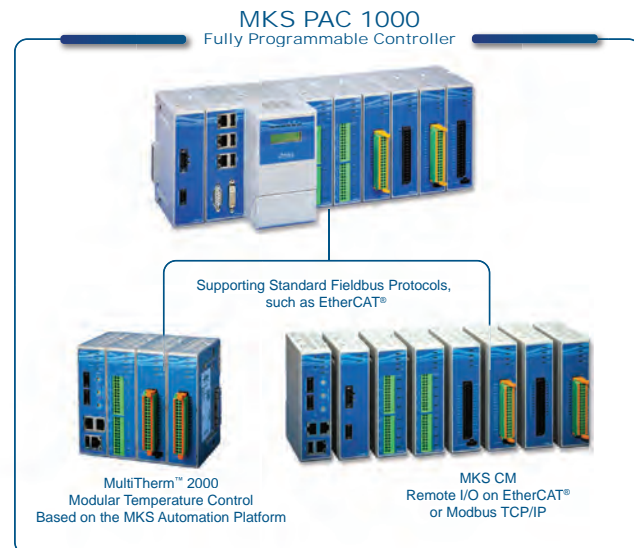 MKS PAC 1000
Fully Programmable Controller
Supporting Standard Fieldbus Protocols,
such as EtherCAT®
MultiTherm™ 2000
Modular Temperature Control
Based on the MKS Automation Platform
MKS CM
Remote I/O on EtherCAT®
or Modbus TCP/IP